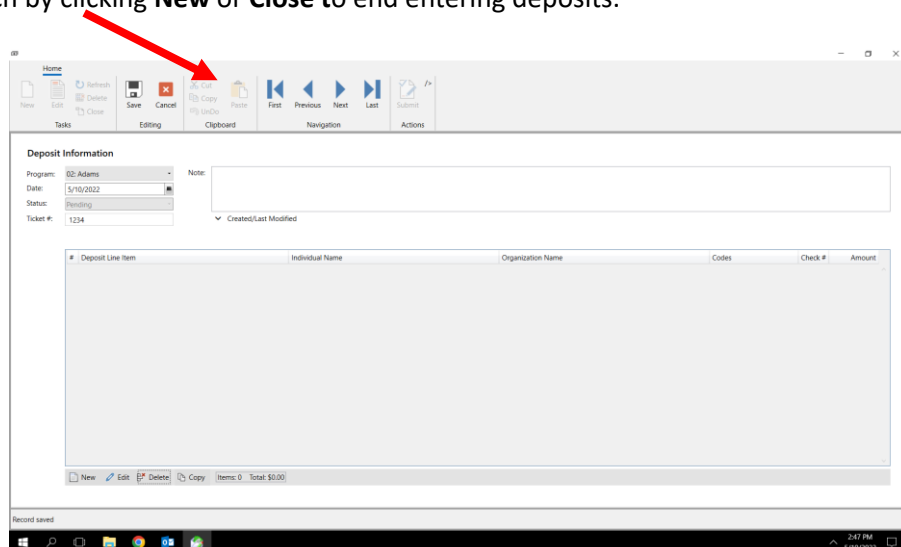 by clicking New or Close to end entering deposits.
Home
New Edit Refresh Delete Close Save Cancel Cut Copy UnDo Paste First Previous Next Last Submit />
Tasks Editing Clipboard Navigation Actions
Deposit Information
Program: 02: Adams Note:
Date: 5/10/2022
Status: Pending
Ticket #: 1234 Created/Last Modified
# Deposit Line Item Individual Name Organization Name Codes Check # Amount
New Edit Delete Copy Items: 0 Total: $0.00
Record saved
2:47 PM